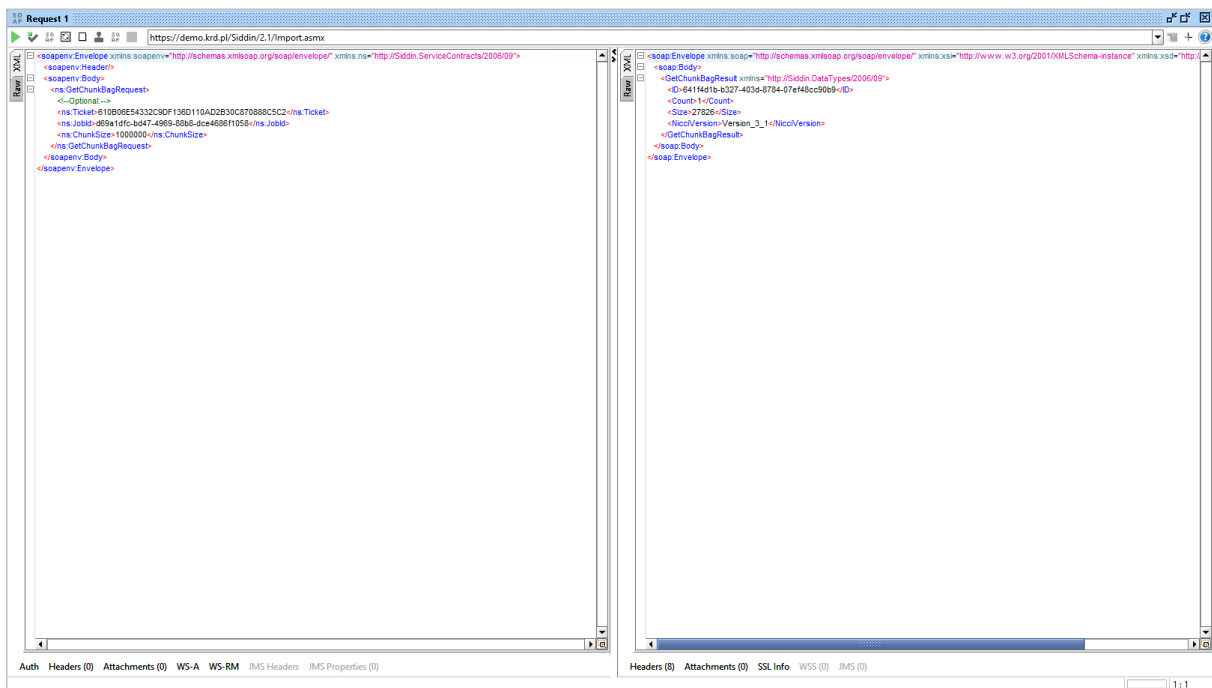 SO AP Request 1
https://demo.krd.pl/Siddin/2.1/Import.asmx
XML
Raw
<soapenv:Envelope xmlns:soapenv="http://schemas.xmlsoap.org/soap/envelope/" xmlns:ns="http://Siddin.ServiceContracts/2006/09">
<soapenv:Header/>
<soapenv:Body>
<ns:GetChunkBagRequest>
<!--Optional:-->
<ns:Ticket>610B06E54332C9DF136D110AD2B30C870888C5C2</ns:Ticket>
<ns:JobId>d69a1dfc-bd47-4969-88b8-dce4686f1058</ns:JobId>
<ns:ChunkSize>1000000</ns:ChunkSize>
</ns:GetChunkBagRequest>
</soapenv:Body>
</soapenv:Envelope>
XML
Raw
<soap:Envelope xmlns:soap="http://schemas.xmlsoap.org/soap/envelope/" xmlns:xsi="http://www.w3.org/2001/XMLSchema-instance" xmlns:xsd="http:/
<soap:Body>
<GetChunkBagResult xmlns="http://Siddin.DataTypes/2006/09">
<ID>641f4d1b-b327-403d-8784-07ef48cc90b9</ID>
<Count>1</Count>
<Size>27826</Size>
<NicciVersion>Version_3_1</NicciVersion>
</GetChunkBagResult>
</soap:Body>
</soap:Envelope>
Auth Headers (0) Attachments (0) WS-A WS-RM JMS Headers JMS Properties (0)
Headers (8) Attachments (0) SSL Info WSS (0) JMS (0)
1 : 1